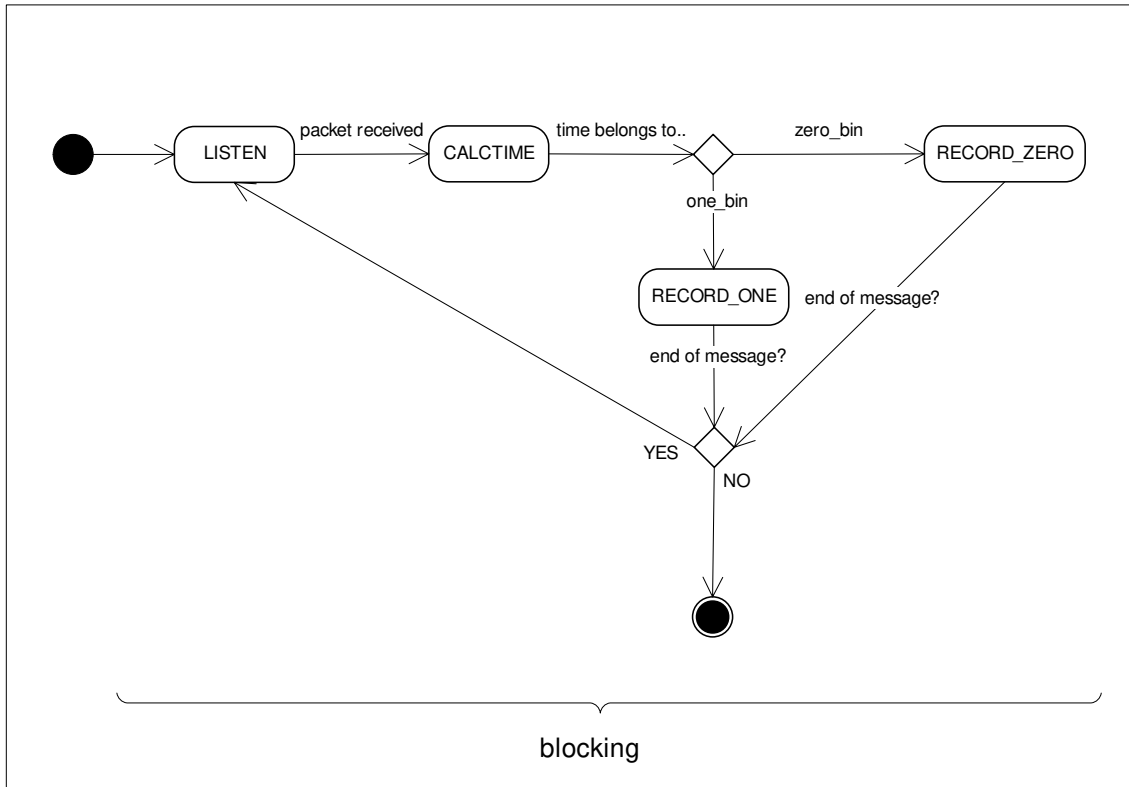 packet received
time belongs to..
zero_bin
LISTEN
CALCTIME
RECORD_ZERO
one_bin
RECORD_ONE
end of message?
end of message?
YES
NO
blocking